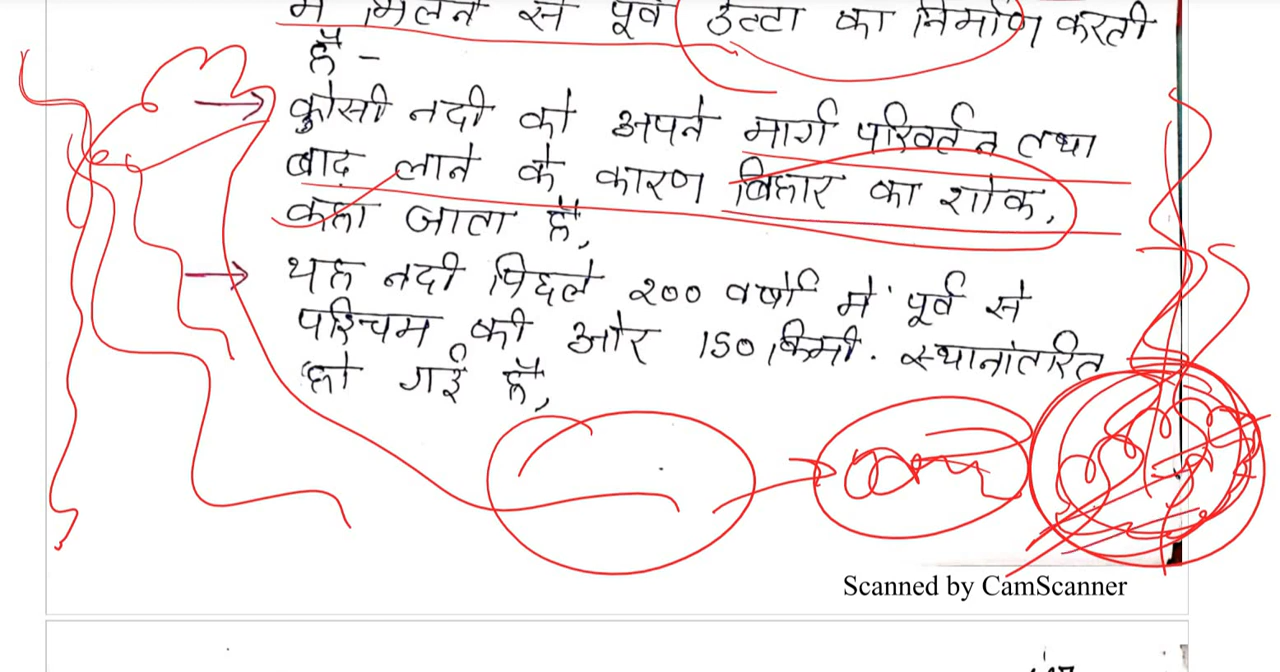 में मिलने से पूर्व डेल्टा का निर्माण करती
है -
→ कोसी नदी को अपने मार्ग परिवर्तन तथा
बाढ़ लाने के कारण बिहार का शोक,
कहा जाता है,
→ यह नदी पिछले २०० वर्षों में पूर्व से
पश्चिम की ओर 150 किमी. स्थानांतरित
हो गई है,
Scanned by CamScanner